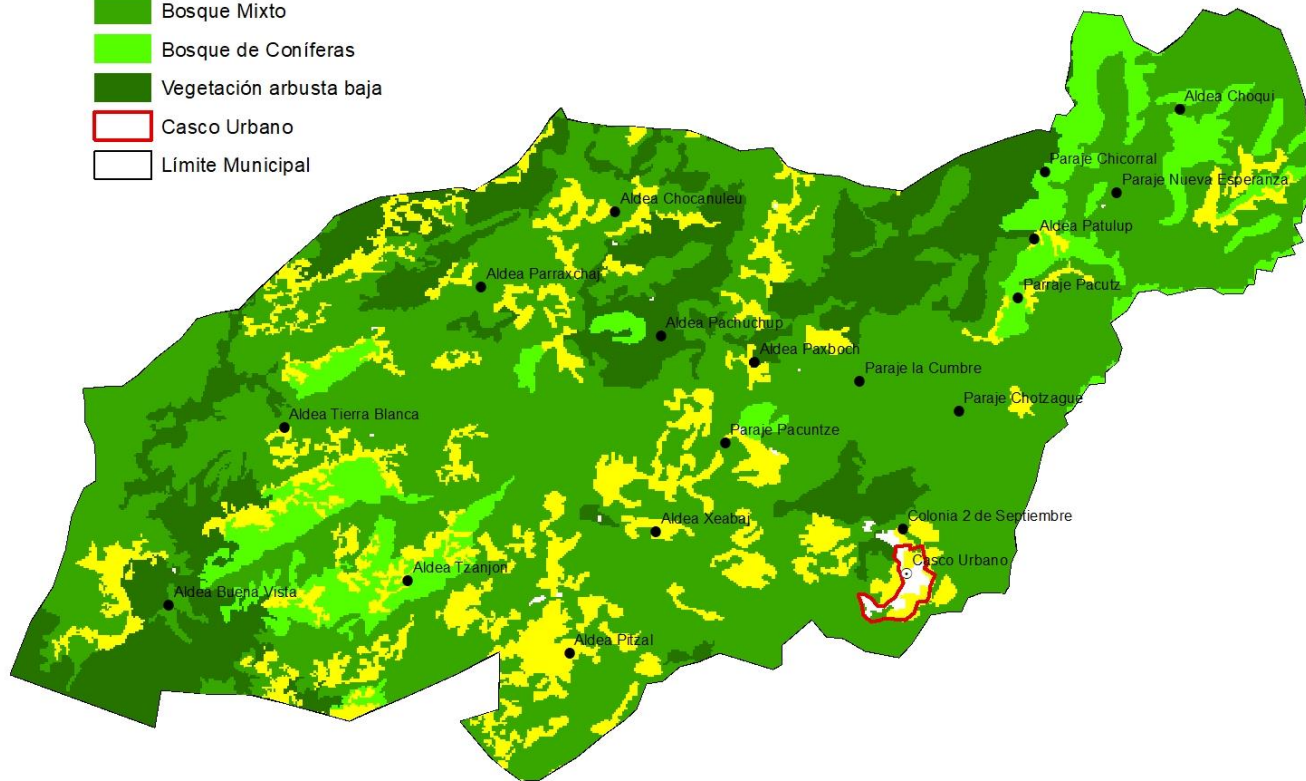 Bosque Mixto
Bosque de Coníferas
Vegetación arbusta baja
Casco Urbano
Límite Municipal
Aldea Choqui
Paraje Chicorral
Paraje Nueva Esperanza
Aldea Chocanuleu
Aldea Patulup
Aldea Parraxchaj
Parraje Pacutz
Aldea Pachuchup
Aldea Paxboch
Paraje la Cumbre
Paraje Chotzague
Aldea Tierra Blanca
Paraje Pacuntze
Aldea Xeabaj
Colonia 2 de Septiembre
Casco Urbano
Aldea Tzanjon
Aldea Buena Vista
Aldea Pitzal